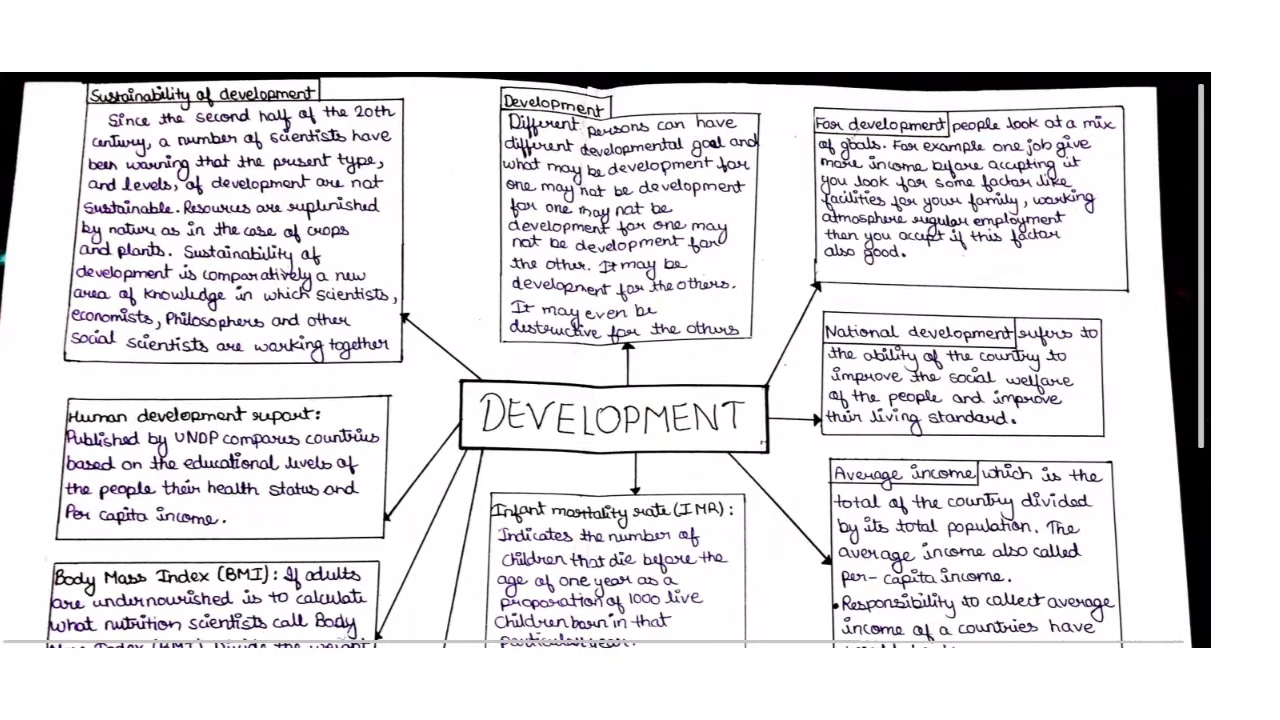 Sustainability of development
Since the second half of the 20th
century, a number of scientists have
been warning that the present type,
and levels, of development are not
sustainable. Resources are replenished
by nature as in the case of crops
and plants. Sustainability of
development is comparatively a new
area of knowledge in which scientists,
economists, Philosophers and other
social scientists are working together
Development
Different persons can have
different developmental goal and
what may be development for
one may not be development
for one may not be
development for one may
not be development for
the other. It may be
development for the others.
It may even be
destructive for the others
For development people look at a mix
of goals. For example one job give
more income before accpting it
you look for some factor like
facilities for your family, working
atmosphere regular employment
then you accept if this factor
also good.
National development refers to
the ability of the country to
improve the social welfare
of the people and improve
their living standard.
DEVELOPMENT
Human development report:
Published by UNDP compares countries
based on the educational levels of
the people their health status and
Per capita income.
Infant mortality rate (IMR):
Indicates the number of
Children that die before the
age of one year as a
proporation of 1000 live
Children born in that
particular year.
Average income which is the
total of the country divided
by its total population. The
average income also called
per-capita income.
• Responsibility to collect average
income of a countries have
Body Mass Index (BMI): If adults
are undernourished is to calculate
what nutrition scientists call Body
Mass Index (BMI). Divide the weight